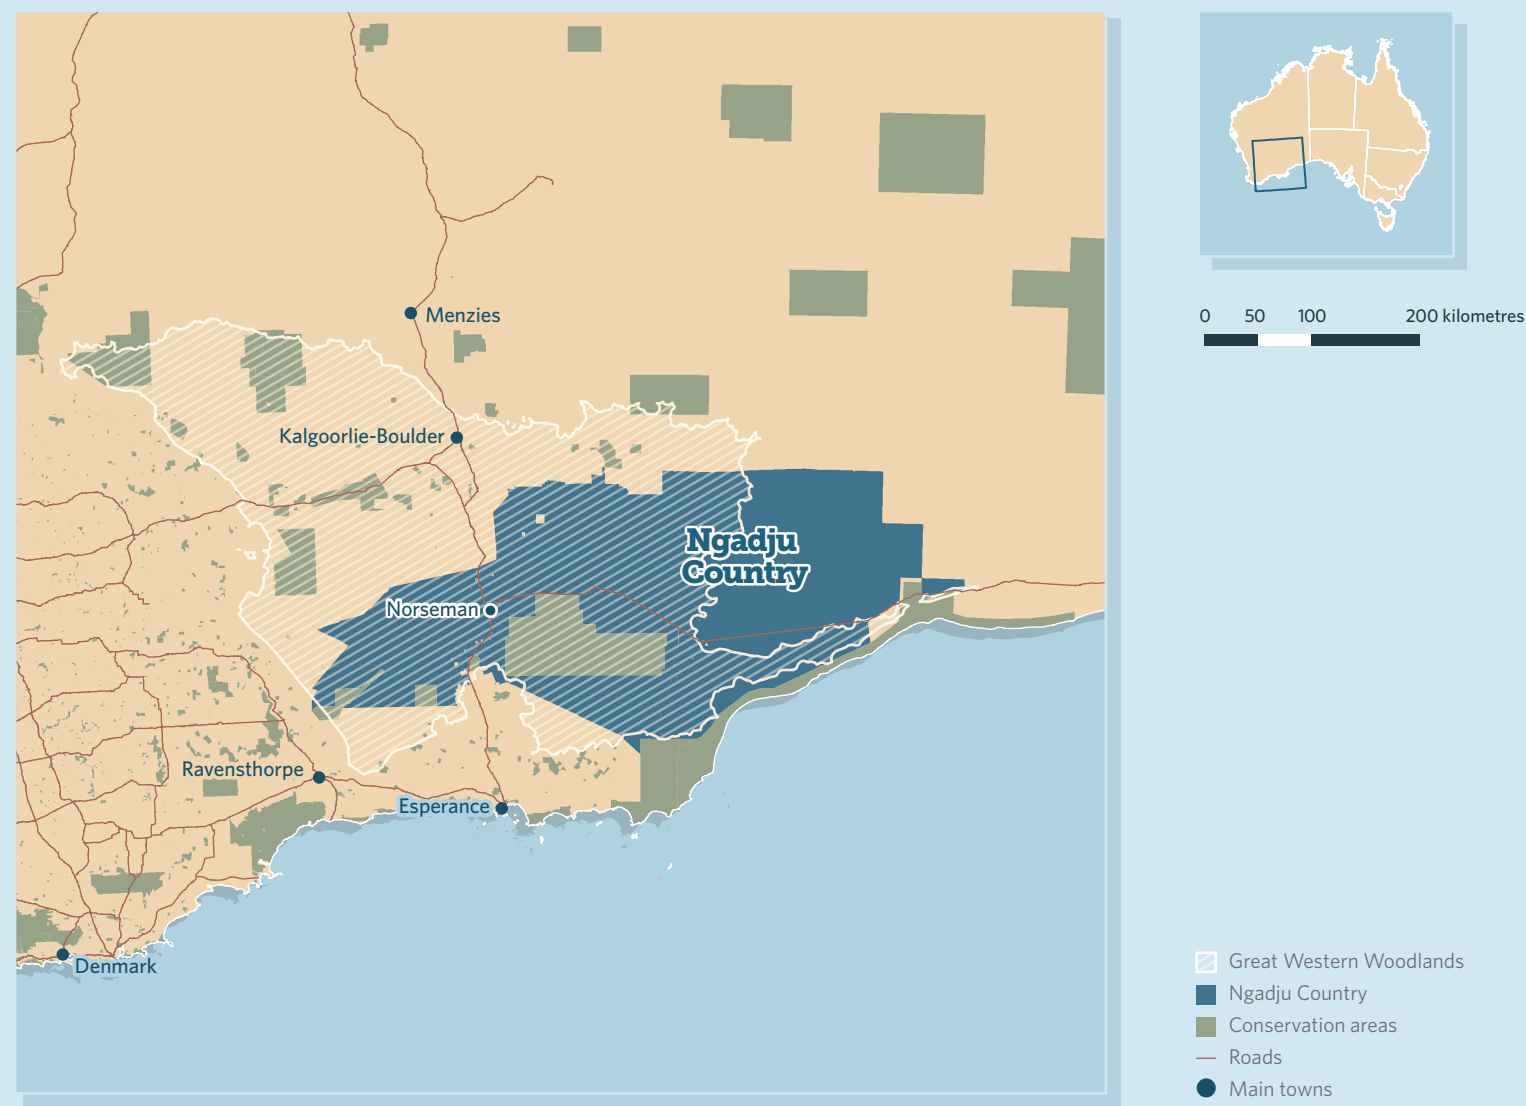 Menzies
Kalgoorlie-Boulder
Ngadju
Country
Norseman
Ravensthorpe
Esperance
Denmark
0 50 100 200 kilometres
Great Western Woodlands
Ngadju Country
Conservation areas
Roads
Main towns